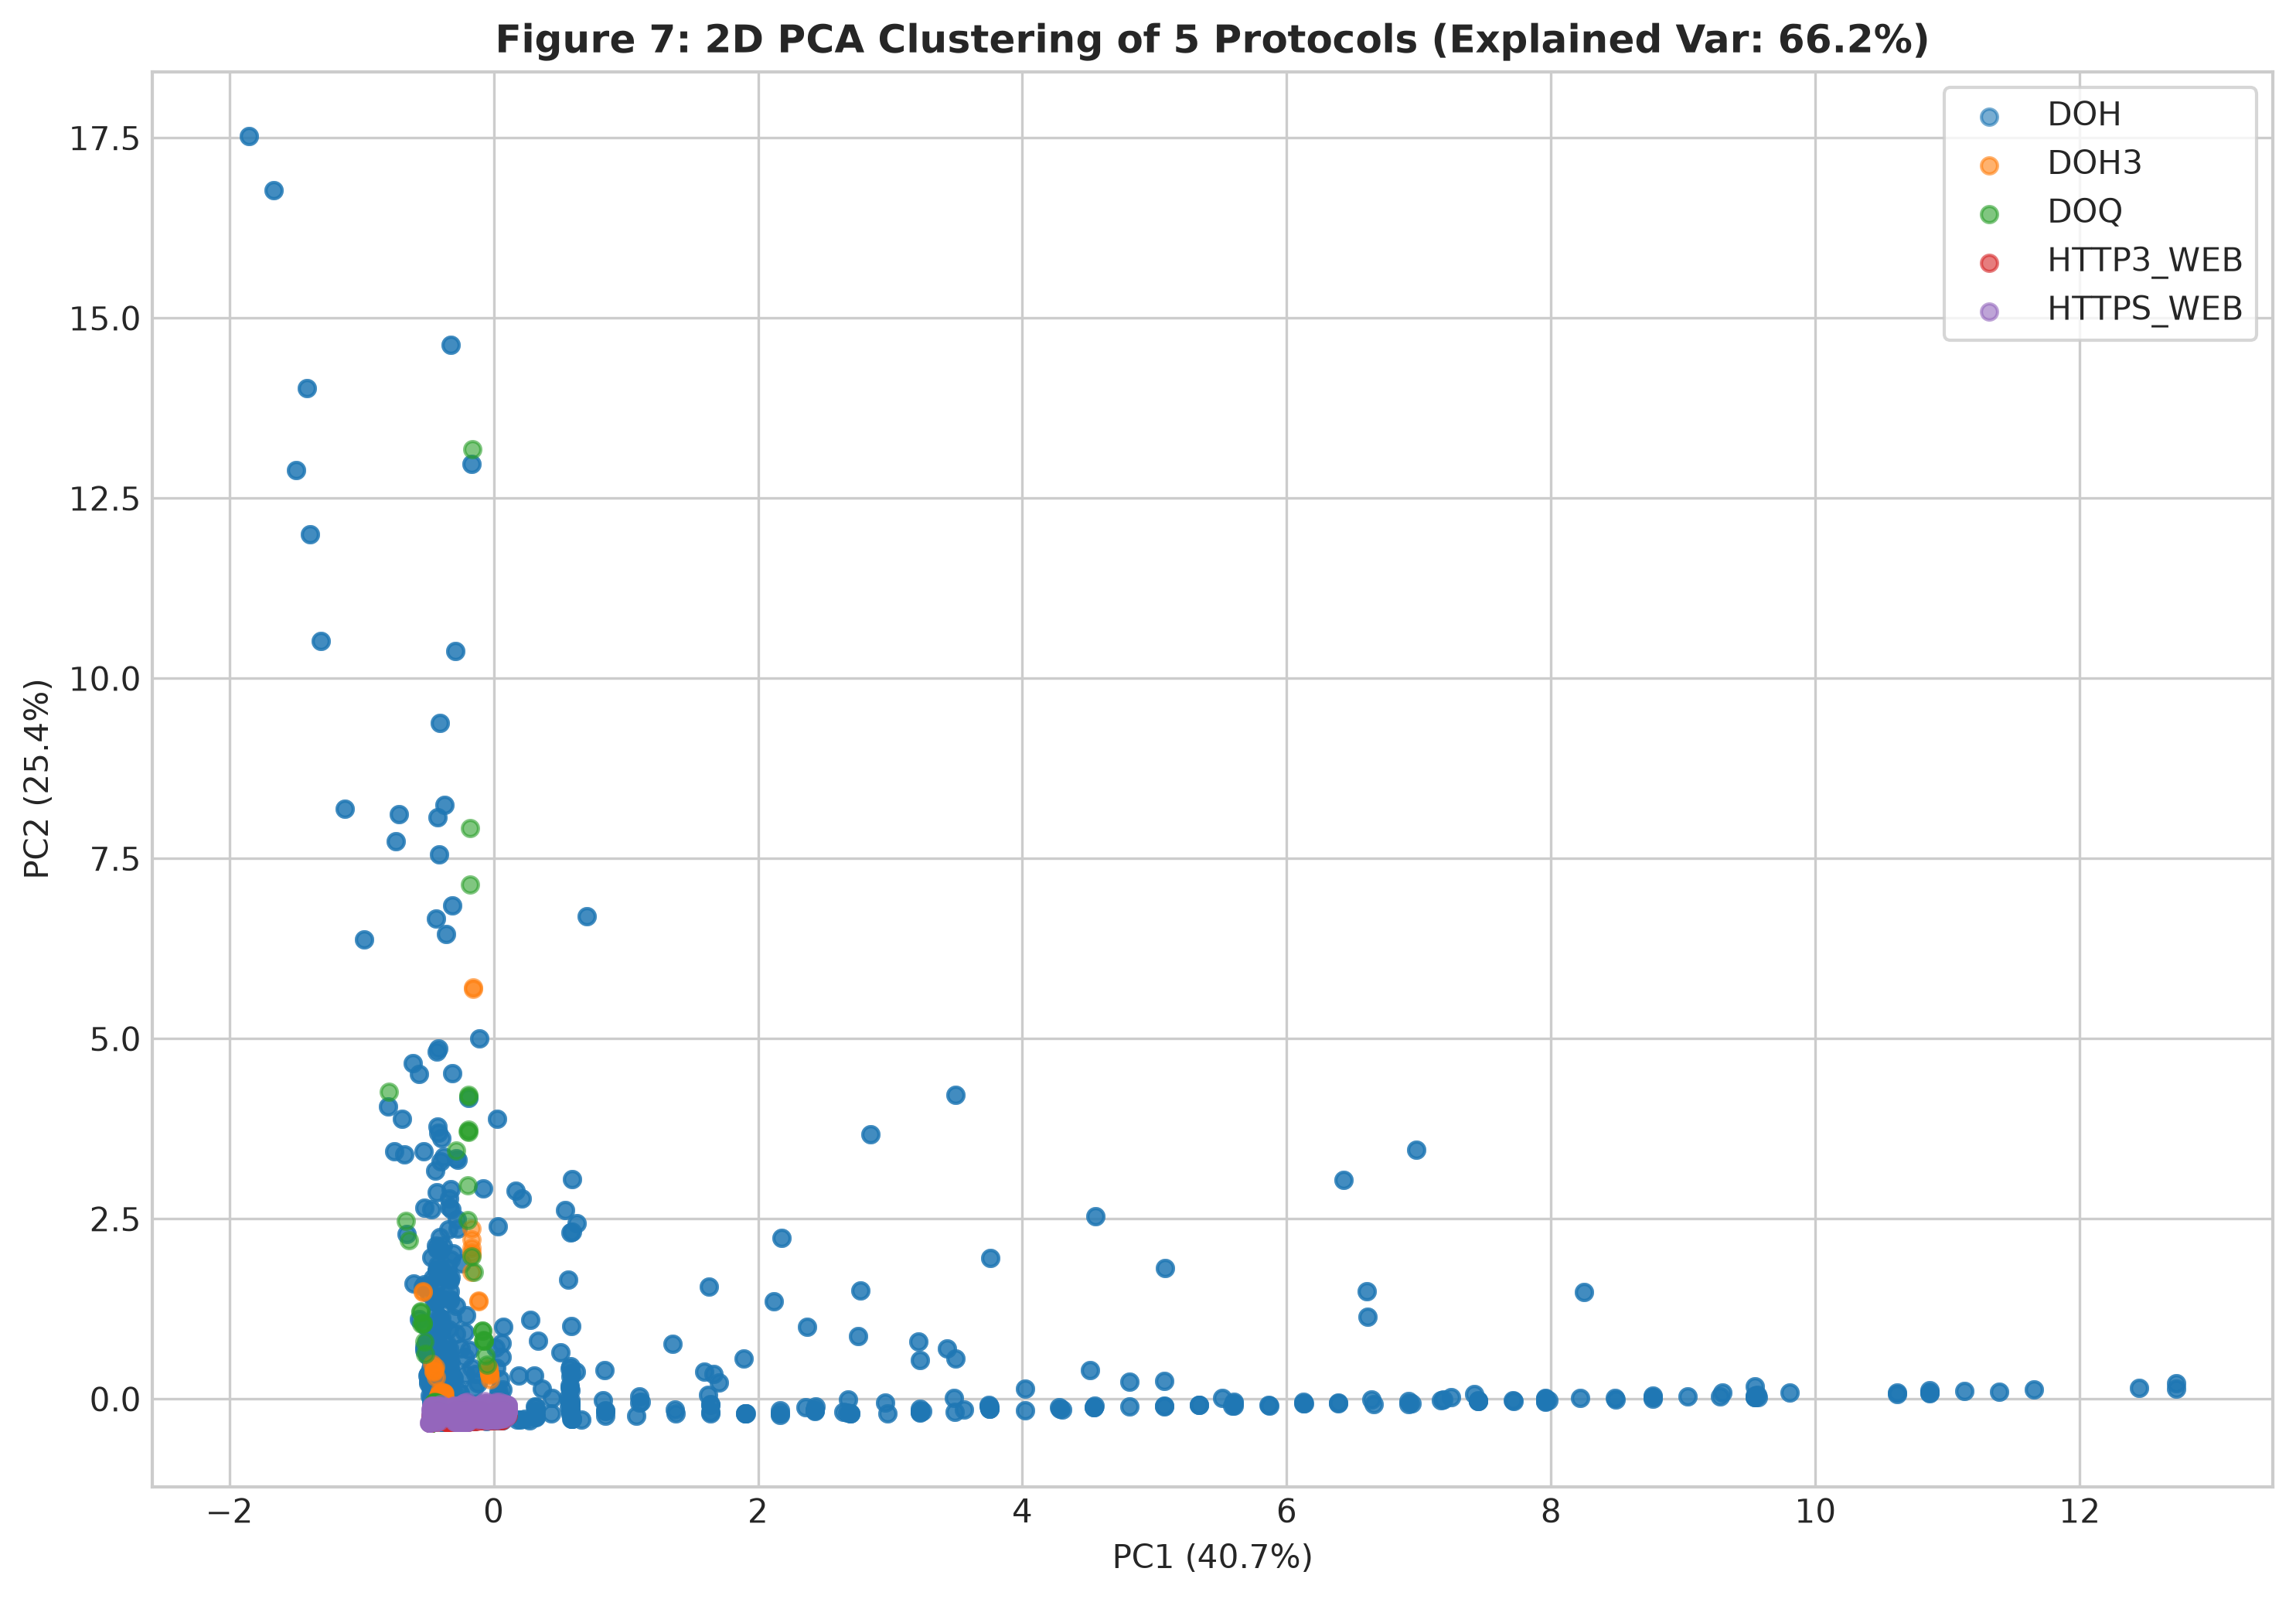 Figure 7: 2D PCA Clustering of 5 Protocols (Explained Var: 66.2%)
DOH
DOH3
DOQ
HTTP3_WEB
HTTPS_WEB
17.5
15.0
12.5
10.0
7.5
5.0
2.5
0.0
PC2 (25.4%)
−2
0
2
4
6
8
10
12
PC1 (40.7%)